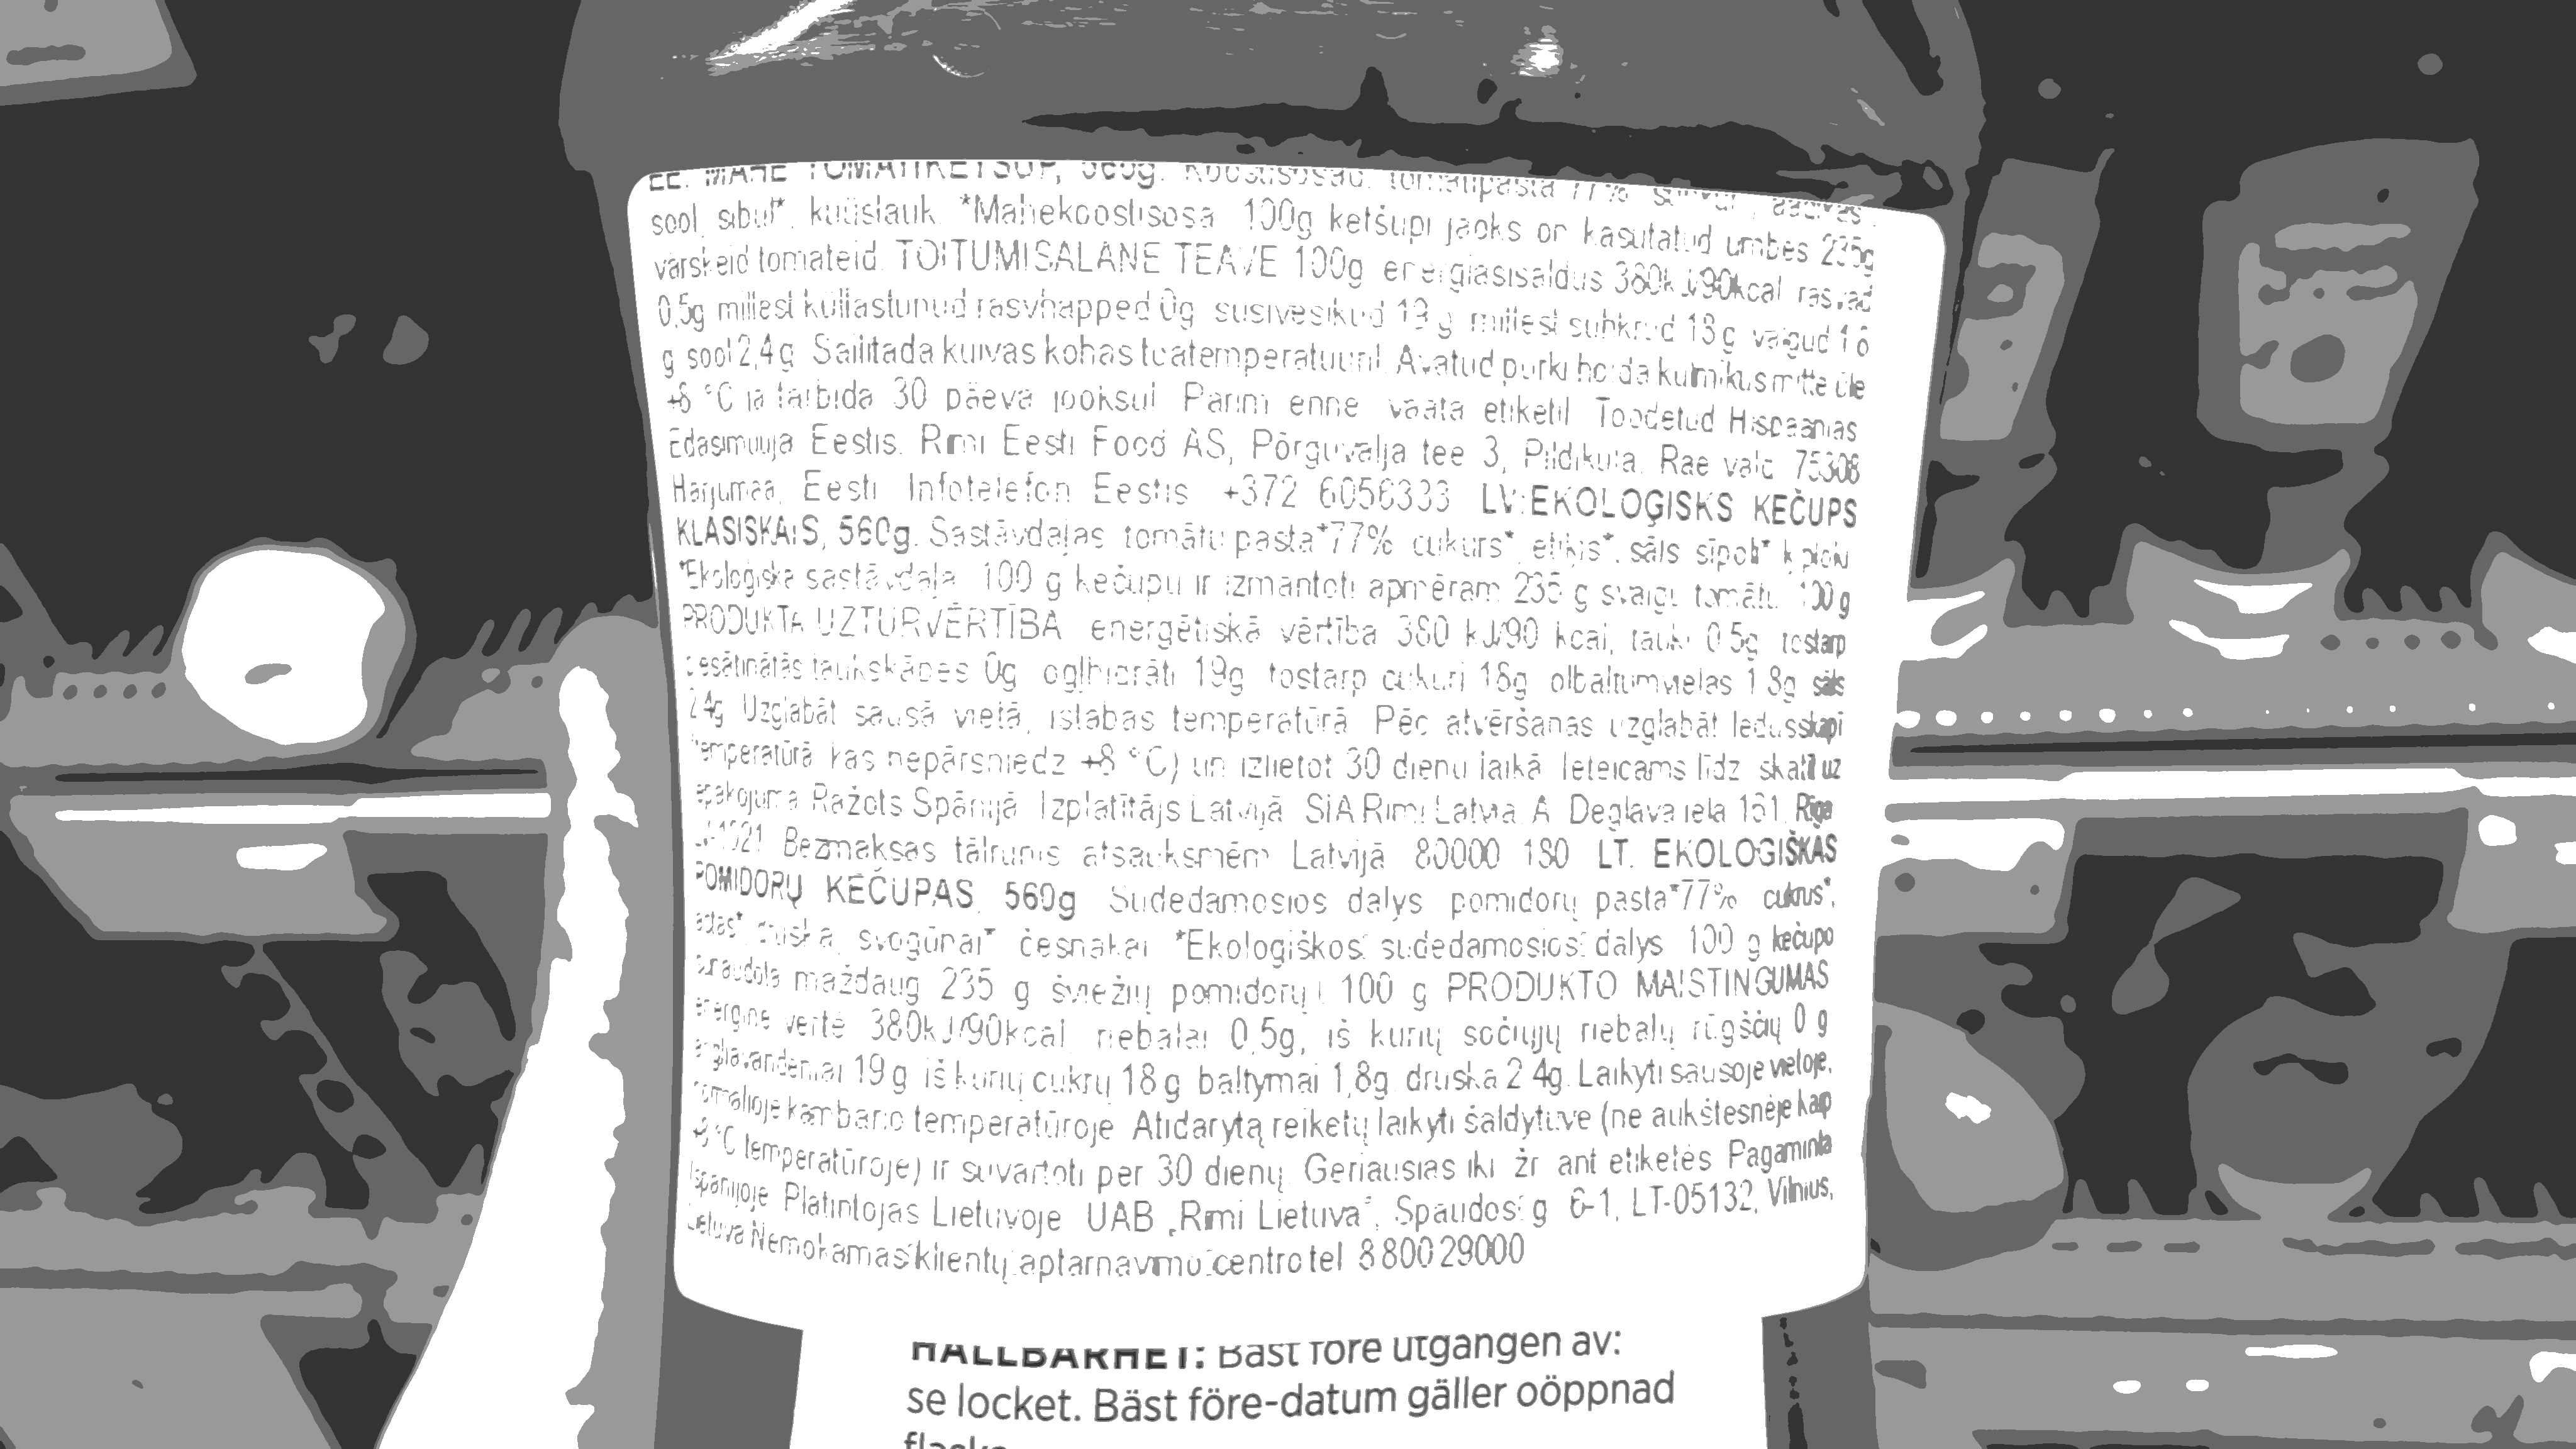 EE: MAHE TOMATIKETŠUP, 560g. Koostisosad: tomatipasta 77%
sool, sibul*, küüslauk. *Mahekoostisosa. 100g ketšupi jaoks on kasutatud umbes 235g
värskeid tomateid. TOITUMISALANE TEAVE 100g energiasisaldus 380kJ/90kcal rasvad
0,5g millest küllastunud rasvhapped 0g süsivesikud 19 g millest suhkrud 18 g valgud 1.8
g sool 2,4g Säilitada kuivas kohas toatemperatuuril. Avatud purki hoida külmikus mitte üle
+8 °C ja tarbida 30 päeva jooksul. Parim enne vaata etiketil Toodetud Hispaanias
Edasimüüja Eestis. Rimi Eesti Food AS, Põrguvälja tee 3, Pildiküla. Rae vald 75308
Harjumaa, Eesti Infotelefon Eestis +372 6056333 LV:EKOLOĢISKS KEČUPS
KLASISKAIS, 560g. Sastāvdaļas tomātu pasta*77% cukurs*, etiķis*, sāls sīpoli* ķiploki
*Ekoloģiska sastāvdaļa. 100 g kečupu ir izmantoti apmēram 235 g svaigi tomātu 100 g
PRODUKTA UZTURVĒRTĪBA enerģētiskā vērtība 380 kJ/90 kcal, tauki 0.5g tostarp
piesātinātās taukskābes 0g ogļhidrāti 19g tostarp cukuri 18g olbaltumvielas 1.8g sāls
2.4g Uzglabāt sausā vietā, istabas temperatūrā Pēc atvēršanas uzglabāt ledusskapī
temperatūrā kas nepārsniedz +8 °C) un izlietot 30 dienu laikā Ieteicams līdz skatīt uz
iepakojuma Ražots Spānijā Izplatītājs Latvijā SIA Rimi Latvia A Deglava iela 161 Rīga
LV-1021 Bezmaksas tālrunis atsauksmēm Latvijā 80000 180 LT. EKOLOGIŠKAS
POMIDORŲ KEČUPAS, 560g Sudedamosios dalys pomidorų pasta*77% cukrus*,
actas* druska, svogūnai* česnakai *Ekologiškos sudedamosios dalys 100 g kečupo
sunaudota maždaug 235 g šviežių pomidorų 100 g PRODUKTO MAISTINGUMAS
energinė vertė 380kJ/90kcal riebalai 0,5g, iš kurių sočiųjų riebalų rūgščių 0 g
angliavandeniai 19 g iš kurių cukrų 18 g baltymai 1,8g druska 2 4g. Laikyti sausoje vietoje,
normalioje kambario temperatūroje Atidarytą reikėtų laikyti šaldytuve (ne aukštesnėje kaip
+8 °C temperatūroje) ir suvartoti per 30 dienų. Geriausias iki žr ant etiketės Pagaminta
Ispanijoje Platintojas Lietuvoje UAB „Rimi Lietuva“, Spaudos g 6-1, LT-05132, Vilnius,
Lietuva Nemokamas klientų aptarnavimo centro tel 8 800 29000
HÅLLBARHET: Bäst före utgången av:
se locket. Bäst före-datum gäller oöppnad
flaska